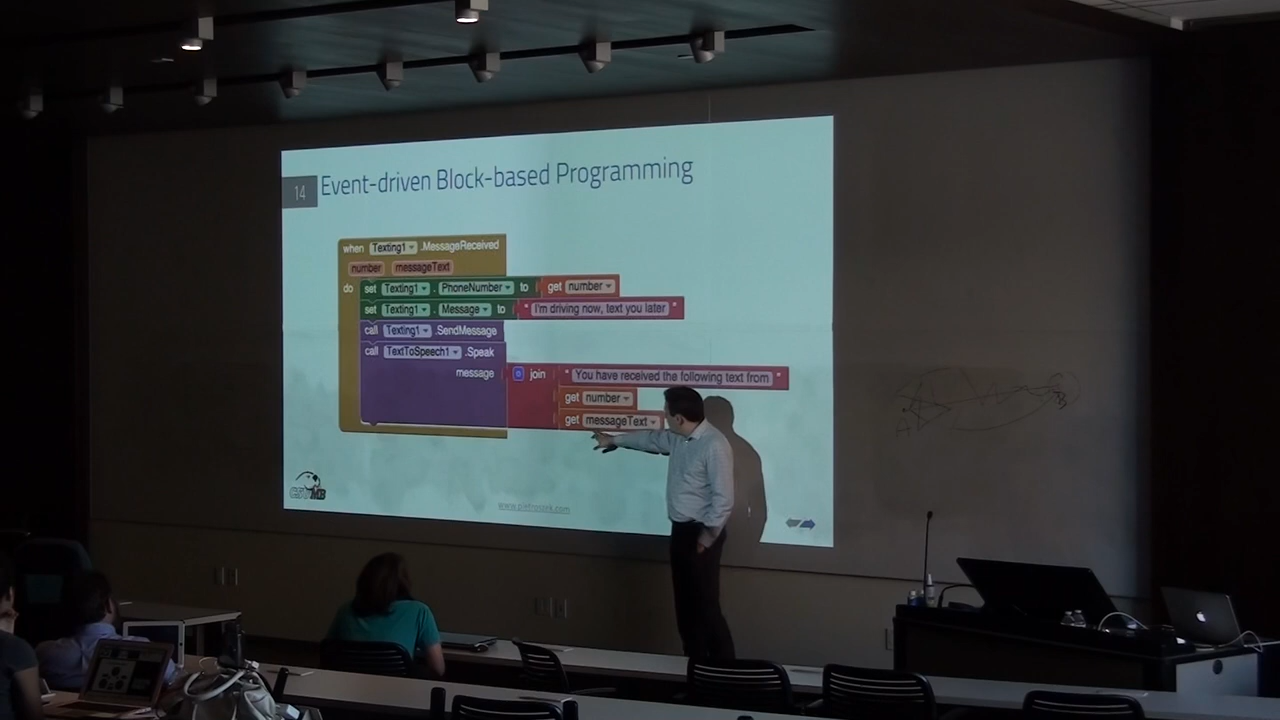 14 Event-driven Block-based Programming
when Texting1 .MessageReceived
number messageText
do set Texting1 . PhoneNumber to get number
set Texting1 . Message to " I'm driving now, text you later "
call Texting1 .SendMessage
call TextToSpeech1 .Speak
message join " You have received the following text from "
get number
get messageText
CSUMB